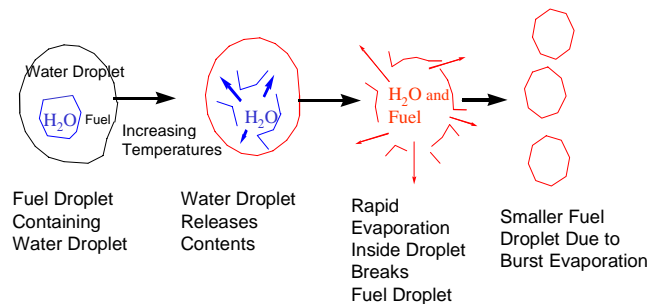 Water Droplet
H2O
Fuel
Increasing
Temperatures
H2O
H2O and
Fuel
Fuel Droplet
Containing
Water Droplet
Water Droplet
Releases
Contents
Rapid
Evaporation
Inside Droplet
Breaks
Fuel Droplet
Smaller Fuel
Droplet Due to
Burst Evaporation